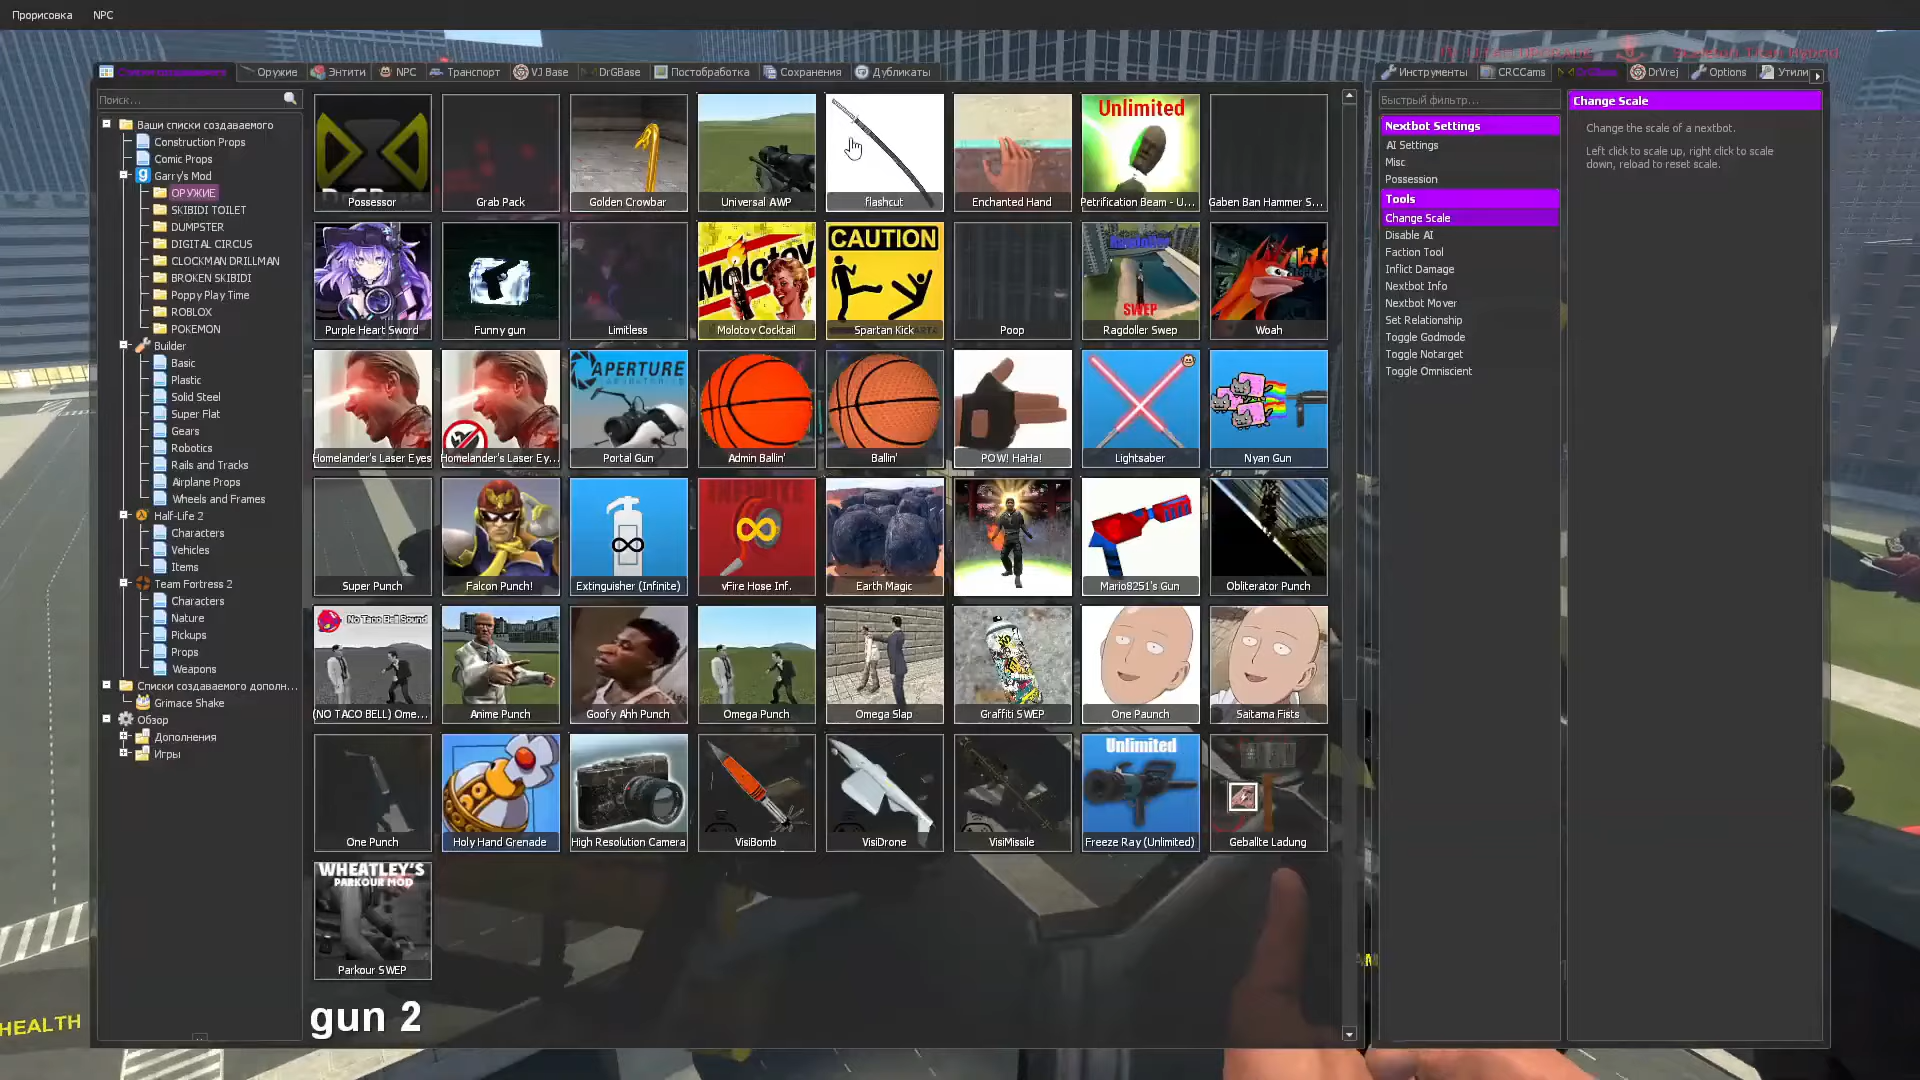 Прорисовка NPC
Оружие Энтити NPC Транспорт VJ Base DrGBase Постобработка Сохранения Дубликаты
Инструменты CRCCams DrVrej Options Утили
Поиск...
Ваши списки создаваемого
Construction Props
Comic Props
Garry's Mod
ОРУЖИЕ
SKIBIDI TOILET
DUMPSTER
DIGITAL CIRCUS
CLOCKMAN DRILLMAN
BROKEN SKIBIDI
Poppy Play Time
ROBLOX
POKEMON
Builder
Basic
Plastic
Solid Steel
Super Flat
Gears
Robotics
Rails and Tracks
Airplane Props
Wheels and Frames
Half-Life 2
Characters
Vehicles
Items
Team Fortress 2
Characters
Nature
Pickups
Props
Weapons
Списки создаваемого дополн...
Grimace Shake
Обзор
Дополнения
Игры
Unlimited
Possessor Grab Pack Golden Crowbar Universal AWP flashcut Enchanted Hand Petrification Beam - U... Gaben Ban Hammer S...
Molotov
CAUTION
SWEP
Purple Heart Sword Funny gun Limitless Molotov Cocktail Spartan Kick Poop Ragdoller Swep Woah
APERTURE
Homelander's Laser Eyes Homelander's Laser Ey... Portal Gun Admin Ballin' Ballin' POW! HaHa! Lightsaber Nyan Gun
Super Punch Falcon Punch! Extinguisher (Infinite) vFire Hose Inf. Earth Magic Mario8251's Gun Obliterator Punch
No Taco Bell Sound
(NO TACO BELL) Ome... Anime Punch Goofy Ahh Punch Omega Punch Omega Slap Graffiti SWEP One Paunch Saitama Fists
Unlimited
One Punch Holy Hand Grenade High Resolution Camera VisiBomb VisiDrone VisiMissile Freeze Ray (Unlimited) Geballte Ladung
WHEATLEY'S
PARKOUR MOD
Parkour SWEP
gun 2
HEALTH
Быстрый фильтр...
Nextbot Settings
AI Settings
Misc
Possession
Tools
Change Scale
Disable AI
Faction Tool
Inflict Damage
Nextbot Info
Nextbot Mover
Set Relationship
Toggle Godmode
Toggle Notarget
Toggle Omniscient
Change Scale
Change the scale of a nextbot.
Left click to scale up, right click to scale
down, reload to reset scale.